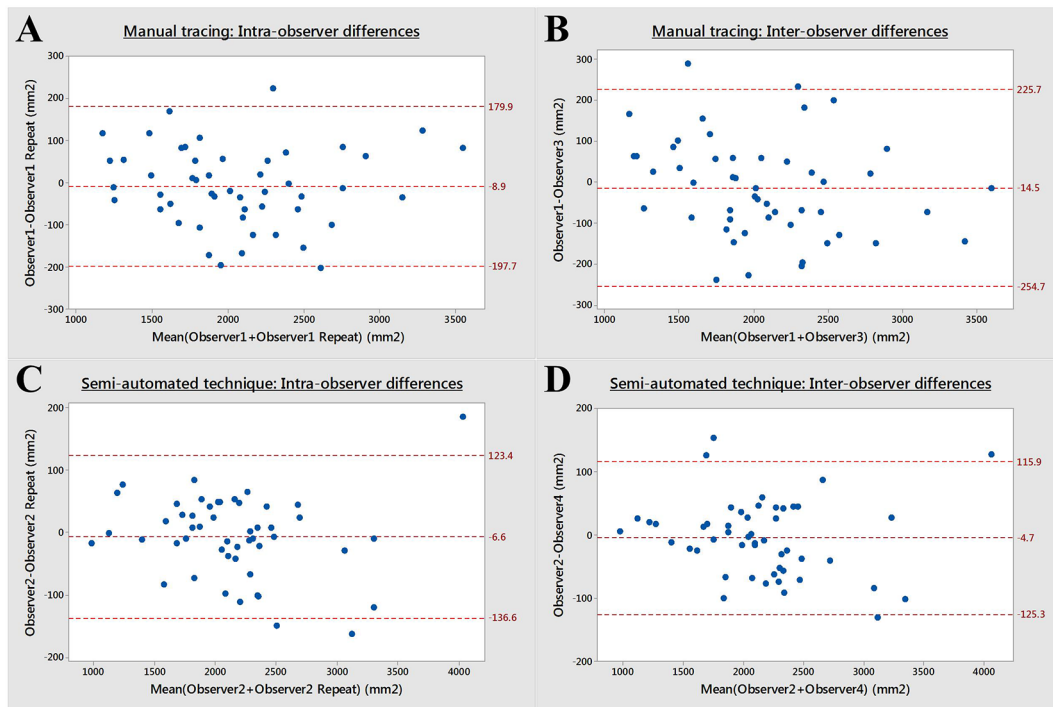 A
Manual tracing: Intra-observer differences
Observer1-Observer1 Repeat (mm2)
300
200
100
0
-100
-200
-300
179.9
-8.9
-197.7
1000 1500 2000 2500 3000 3500
Mean(Observer1+Observer1 Repeat) (mm2)
B
Manual tracing: Inter-observer differences
Observer1-Observer3 (mm2)
300
200
100
0
-100
-200
-300
225.7
-14.5
-254.7
1000 1500 2000 2500 3000 3500
Mean(Observer1+Observer3) (mm2)
C
Semi-automated technique: Intra-observer differences
Observer2-Observer2 Repeat (mm2)
200
100
0
-100
-200
123.4
-6.6
-136.6
1000 1500 2000 2500 3000 3500 4000
Mean(Observer2+Observer2 Repeat) (mm2)
D
Semi-automated technique: Inter-observer differences
Observer2-Observer4 (mm2)
200
100
0
-100
-200
115.9
-4.7
-125.3
1000 1500 2000 2500 3000 3500 4000
Mean(Observer2+Observer4) (mm2)